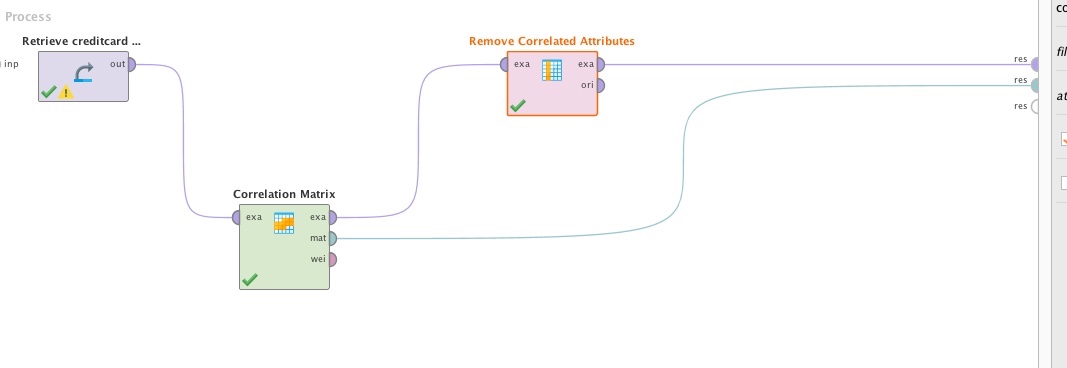 Process
Retrieve creditcard ...
inp
out
Correlation Matrix
exa
exa
mat
wei
Remove Correlated Attributes
exa
exa
ori
res
res
res
co
fil
at